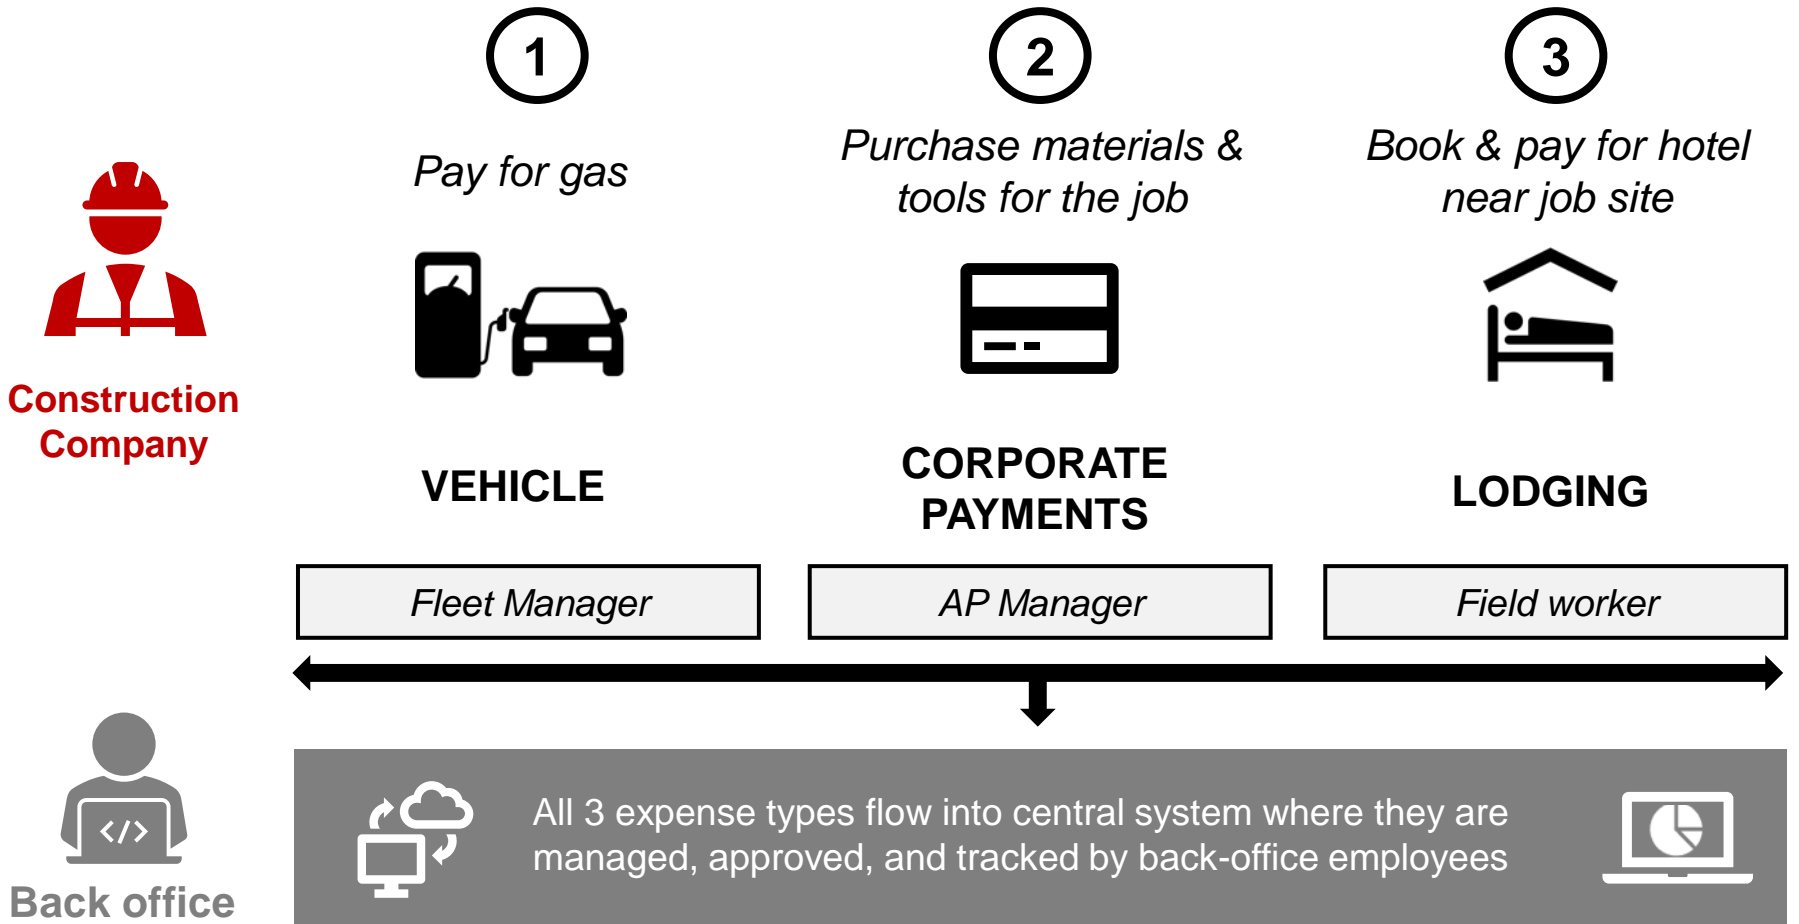 1
2
3
Pay for gas
Purchase materials &
tools for the job
Book & pay for hotel
near job site
Construction
Company
VEHICLE
CORPORATE
PAYMENTS
LODGING
Fleet Manager
AP Manager
Field worker
</>
Back office
All 3 expense types flow into central system where they are
managed, approved, and tracked by back-office employees